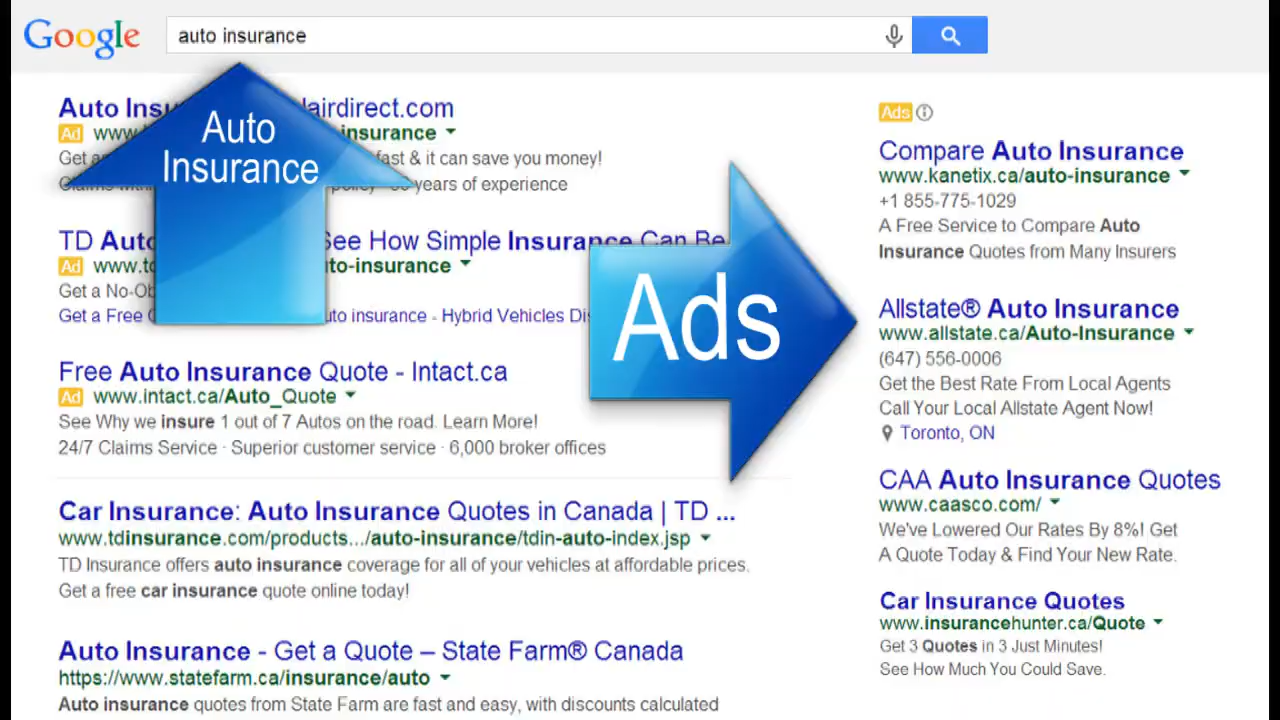 Google
auto insurance
Auto Insurance
lairdirect.com
Ad www. insurance
Get fast & it can save you money!
Claims policy years of experience
TD Auto See How Simple Insurance Can Be
Ad www. auto-insurance
Get a
Get a Free auto insurance - Hybrid Vehicles
Free Auto Insurance Quote - Intact.ca
Ad www.intact.ca/Auto_Quote
See Why we insure 1 out of 7 Autos on the road. Learn More!
24/7 Claims Service · Superior customer service · 6,000 broker offices
Car Insurance: Auto Insurance Quotes in Canada | TD ...
www.tdinsurance.com/products.../auto-insurance/tdin-auto-index.jsp
TD Insurance offers auto insurance coverage for all of your vehicles at affordable prices.
Get a free car insurance quote online today!
Auto Insurance - Get a Quote – State Farm® Canada
https://www.statefarm.ca/insurance/auto
Auto insurance quotes from State Farm are fast and easy, with discounts calculated
Auto
Insurance
Ads
Ads
Compare Auto Insurance
www.kanetix.ca/auto-insurance
+1 855-775-1029
A Free Service to Compare Auto
Insurance Quotes from Many Insurers
Allstate® Auto Insurance
www.allstate.ca/Auto-Insurance
(647) 556-0006
Get the Best Rate From Local Agents
Call Your Local Allstate Agent Now!
Toronto, ON
CAA Auto Insurance Quotes
www.caasco.com/
We've Lowered Our Rates By 8%! Get
A Quote Today & Find Your New Rate.
Car Insurance Quotes
www.insurancehunter.ca/Quote
Get 3 Quotes in 3 Just Minutes!
See How Much You Could Save.